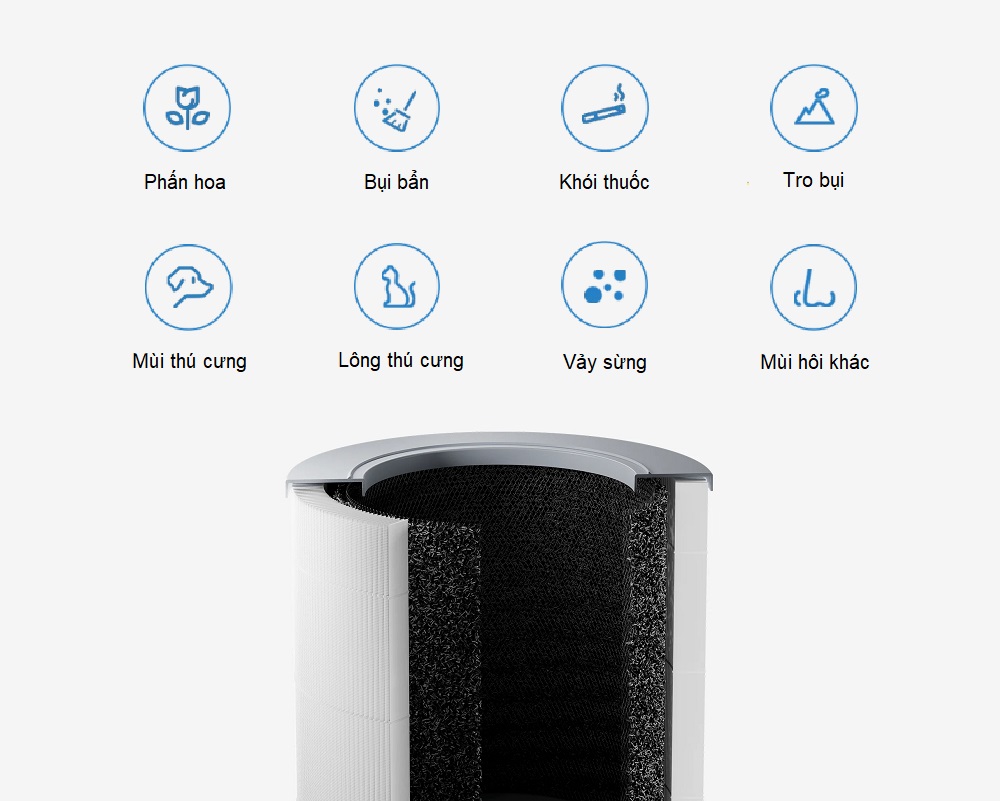 Phấn hoa
Bụi bẩn
Khói thuốc
Tro bụi
Mùi thú cưng
Lông thú cưng
Vảy sừng
Mùi hôi khác